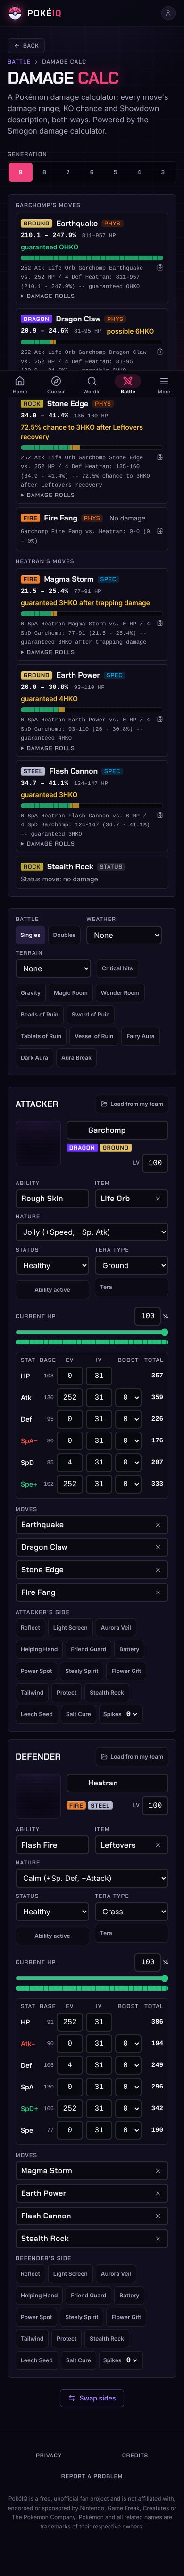 POKÉIQ
← BACK
BATTLE › DAMAGE CALC
DAMAGE CALC
A Pokémon damage calculator: every move's
damage range, KO chance and Showdown
description, both ways. Powered by the
Smogon damage calculator.
GENERATION
9 8 7 6 5 4 3
GARCHOMP'S MOVES
GROUND Earthquake PHYS
210.1 – 247.9% 811–957 HP
guaranteed OHKO
252 Atk Life Orb Garchomp Earthquake
vs. 252 HP / 4 Def Heatran: 811-957
(210.1 - 247.9%) -- guaranteed OHKO
▶ DAMAGE ROLLS
DRAGON Dragon Claw PHYS
20.9 – 24.6% 81–95 HP possible 6HKO
252 Atk Life Orb Garchomp Dragon Claw
vs. 252 HP / 4 Def Heatran: 81-95
Home Guessr Wordle Battle More
ROCK Stone Edge PHYS
34.9 – 41.4% 135–160 HP
72.5% chance to 3HKO after Leftovers
recovery
252 Atk Life Orb Garchomp Stone Edge
vs. 252 HP / 4 Def Heatran: 135-160
(34.9 - 41.4%) -- 72.5% chance to 3HKO
after Leftovers recovery
▶ DAMAGE ROLLS
FIRE Fire Fang PHYS No damage
Garchomp Fire Fang vs. Heatran: 0-0 (0
- 0%)
HEATRAN'S MOVES
FIRE Magma Storm SPEC
21.5 – 25.4% 77–91 HP
guaranteed 3HKO after trapping damage
0 SpA Heatran Magma Storm vs. 0 HP / 4
SpD Garchomp: 77-91 (21.5 - 25.4%) --
guaranteed 3HKO after trapping damage
▶ DAMAGE ROLLS
GROUND Earth Power SPEC
26.0 – 30.8% 93–110 HP
guaranteed 4HKO
0 SpA Heatran Earth Power vs. 0 HP / 4
SpD Garchomp: 93-110 (26 - 30.8%) --
guaranteed 4HKO
▶ DAMAGE ROLLS
STEEL Flash Cannon SPEC
34.7 – 41.1% 124–147 HP
guaranteed 3HKO
0 SpA Heatran Flash Cannon vs. 0 HP /
4 SpD Garchomp: 124-147 (34.7 - 41.1%)
-- guaranteed 3HKO
▶ DAMAGE ROLLS
ROCK Stealth Rock STATUS
Status move: no damage
BATTLE WEATHER
Singles Doubles None
TERRAIN
None Critical hits
Gravity Magic Room Wonder Room
Beads of Ruin Sword of Ruin
Tablets of Ruin Vessel of Ruin Fairy Aura
Dark Aura Aura Break
ATTACKER Load from my team
Garchomp
DRAGON GROUND
LV 100
ABILITY ITEM
Rough Skin Life Orb ×
NATURE
Jolly (+Speed, −Sp. Atk)
STATUS TERA TYPE
Healthy Ground
Ability active Tera
CURRENT HP 100 %
STAT BASE EV IV BOOST TOTAL
HP 108 0 31 357
Atk 130 252 31 0 359
Def 95 0 31 0 226
SpA− 80 0 31 0 176
SpD 85 4 31 0 207
Spe+ 102 252 31 0 333
MOVES
Earthquake ×
Dragon Claw ×
Stone Edge ×
Fire Fang ×
ATTACKER'S SIDE
Reflect Light Screen Aurora Veil
Helping Hand Friend Guard Battery
Power Spot Steely Spirit Flower Gift
Tailwind Protect Stealth Rock
Leech Seed Salt Cure Spikes 0
DEFENDER Load from my team
Heatran
FIRE STEEL LV 100
ABILITY ITEM
Flash Fire Leftovers ×
NATURE
Calm (+Sp. Def, −Attack)
STATUS TERA TYPE
Healthy Grass
Ability active Tera
CURRENT HP 100 %
STAT BASE EV IV BOOST TOTAL
HP 91 252 31 386
Atk− 90 0 31 0 194
Def 106 4 31 0 249
SpA 130 0 31 0 296
SpD+ 106 252 31 0 342
Spe 77 0 31 0 190
MOVES
Magma Storm ×
Earth Power ×
Flash Cannon ×
Stealth Rock ×
DEFENDER'S SIDE
Reflect Light Screen Aurora Veil
Helping Hand Friend Guard Battery
Power Spot Steely Spirit Flower Gift
Tailwind Protect Stealth Rock
Leech Seed Salt Cure Spikes 0
Swap sides
PRIVACY CREDITS
REPORT A PROBLEM
PokéIQ is a free, unofficial fan project and is not affiliated with,
endorsed or sponsored by Nintendo, Game Freak, Creatures or
The Pokémon Company. Pokémon and all related names are
trademarks of their respective owners.